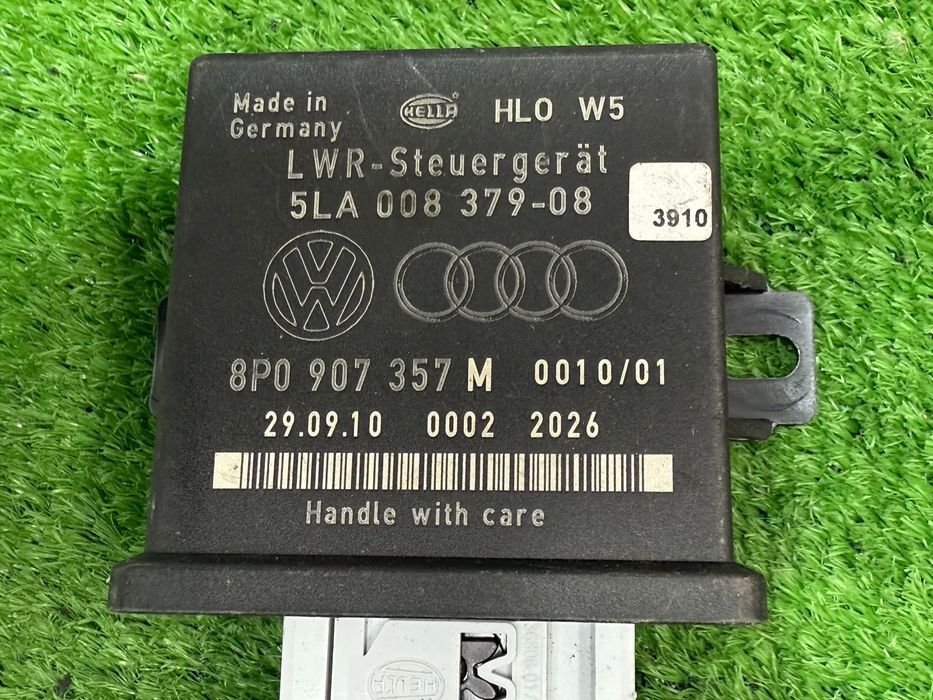 Made in
Germany
HELLA
HLO W5
LWR-Steuergerät
5LA 008 379-08
3910
8P0 907 357 M 0010/01
29.09.10 0002 2026
Handle with care
HELLA